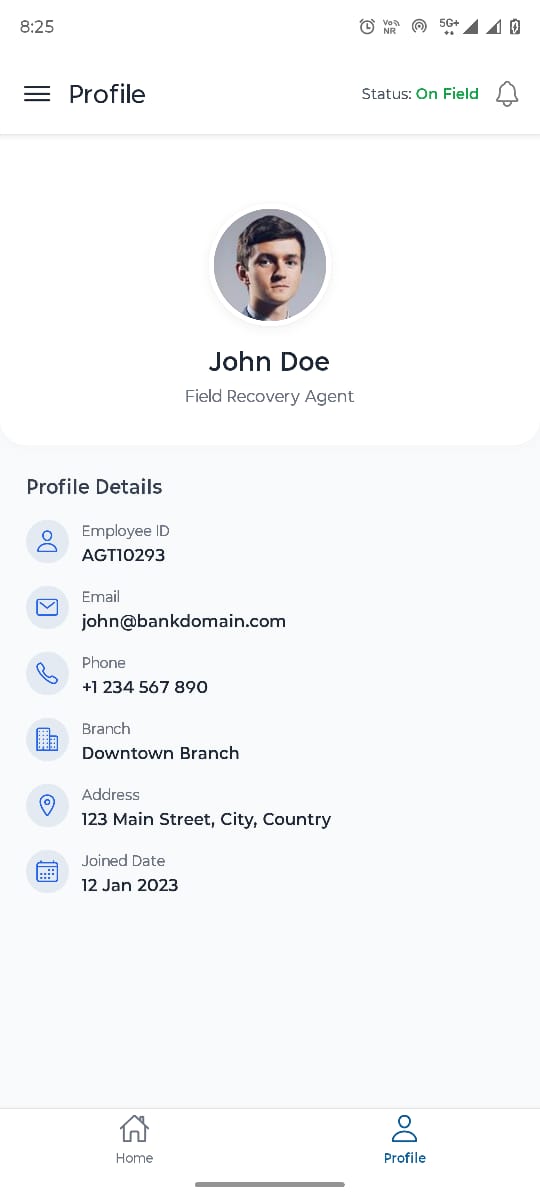 8:25
Vo
NR
5G+
Profile
Status: On Field
John Doe
Field Recovery Agent
Profile Details
Employee ID
AGT10293
Email
john@bankdomain.com
Phone
+1 234 567 890
Branch
Downtown Branch
Address
123 Main Street, City, Country
Joined Date
12 Jan 2023
Home
Profile